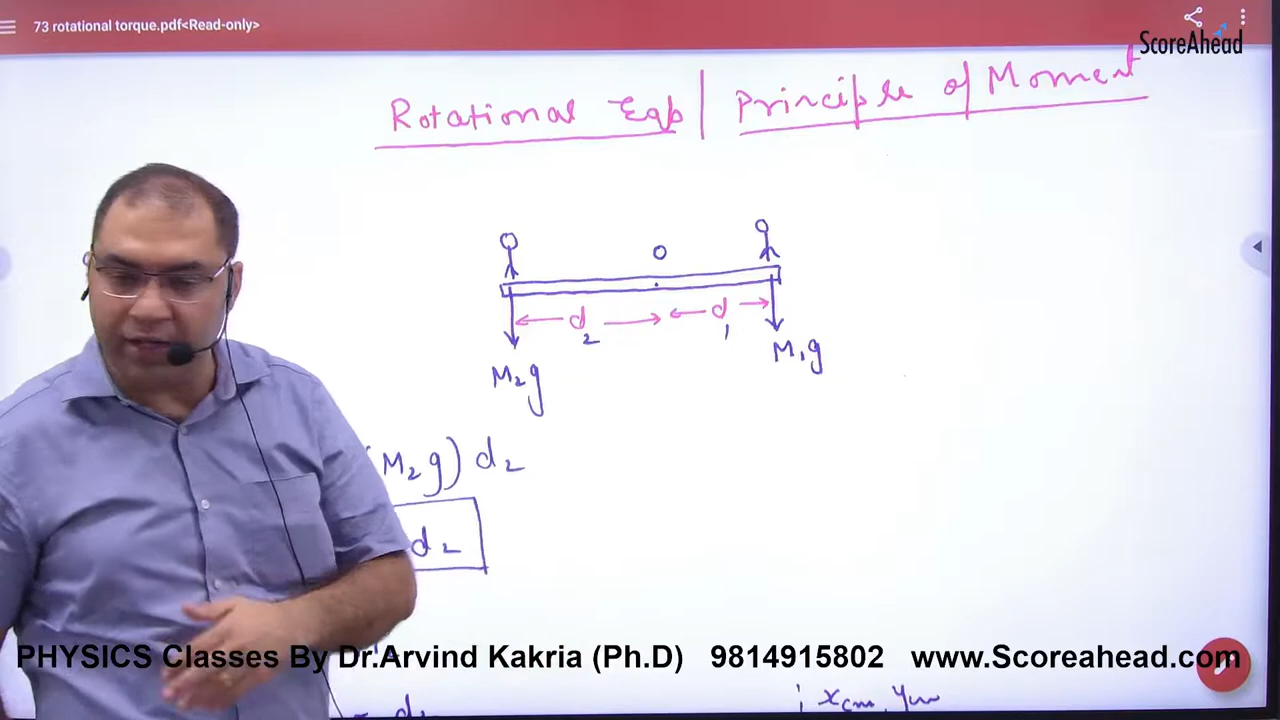 73 rotational torque.pdf<Read-only>
ScoreAhead
Rotational Eqb | Principle of Moment
O
d2 d1
M2g M1g
(M2g) d2
d2
PHYSICS Classes By Dr.Arvind Kakria (Ph.D) 9814915802 www.Scoreahead.com
; xcm, ycm